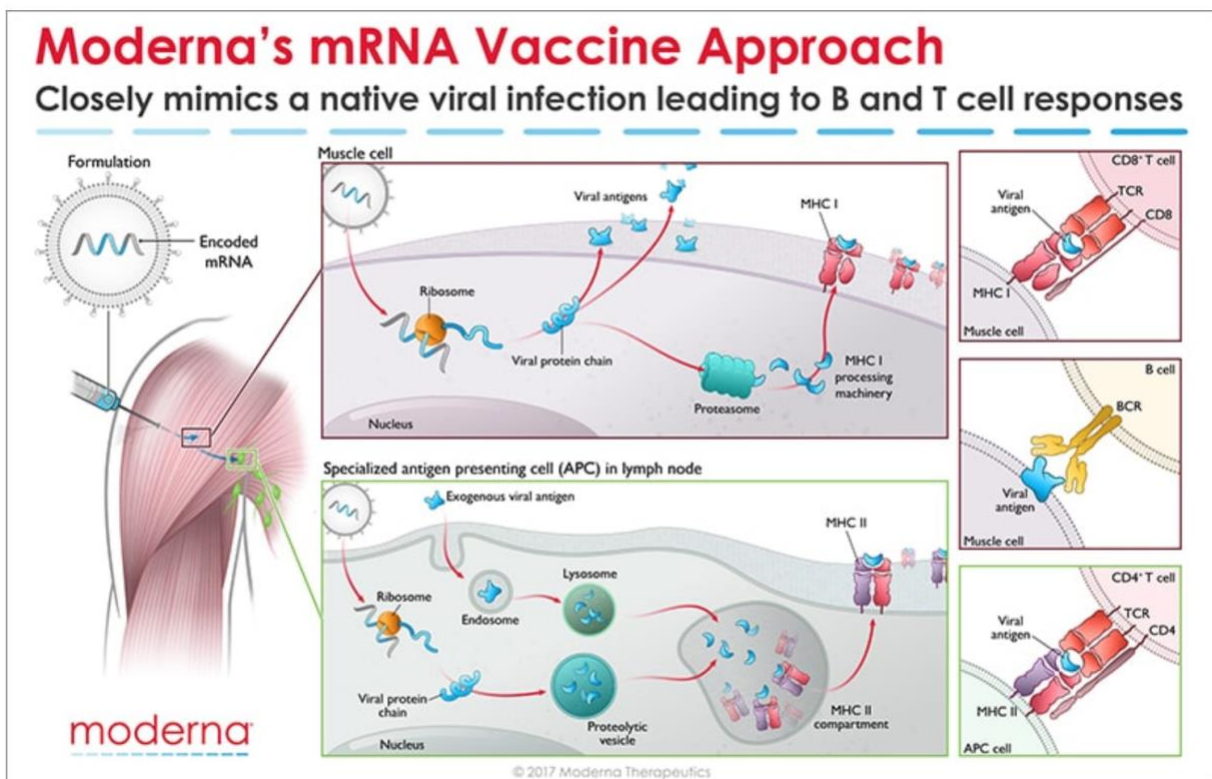 Moderna's mRNA Vaccine Approach
Closely mimics a native viral infection leading to B and T cell responses
Formulation
Encoded
mRNA
Muscle cell
Viral antigens
MHC I
Ribosome
Viral protein chain
Proteasome
MHC I
processing
machinery
Nucleus
CD8⁺ T cell
TCR
Viral
antigen
CD8
MHC I
Muscle cell
B cell
BCR
Viral
antigen
Muscle cell
Specialized antigen presenting cell (APC) in lymph node
Exogenous viral antigen
MHC II
Lysosome
Ribosome
Endosome
Viral protein
chain
Proteolytic
vesicle
MHC II
compartment
Nucleus
CD4⁺ T cell
TCR
Viral
antigen
CD4
MHC II
APC cell
moderna
© 2017 Moderna Therapeutics